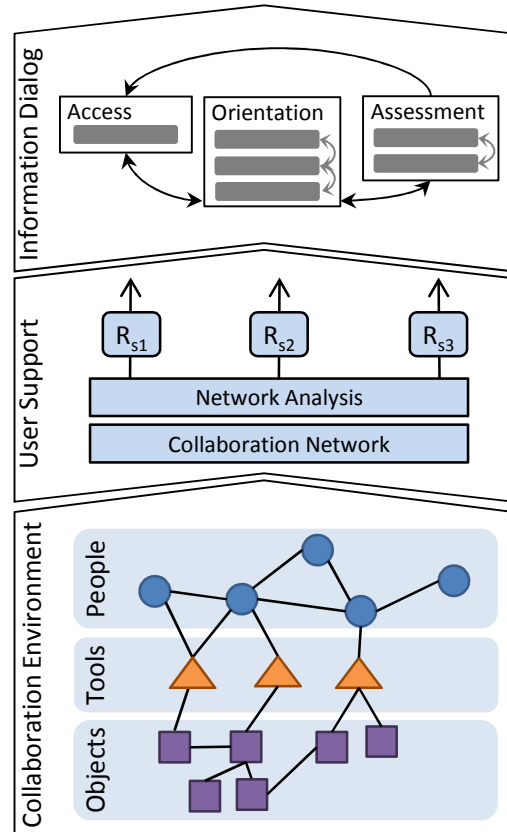 Information Dialog
Access
Orientation
Assessment
User Support
Rs1
Rs2
Rs3
Network Analysis
Collaboration Network
Collaboration Environment
People
Tools
Objects